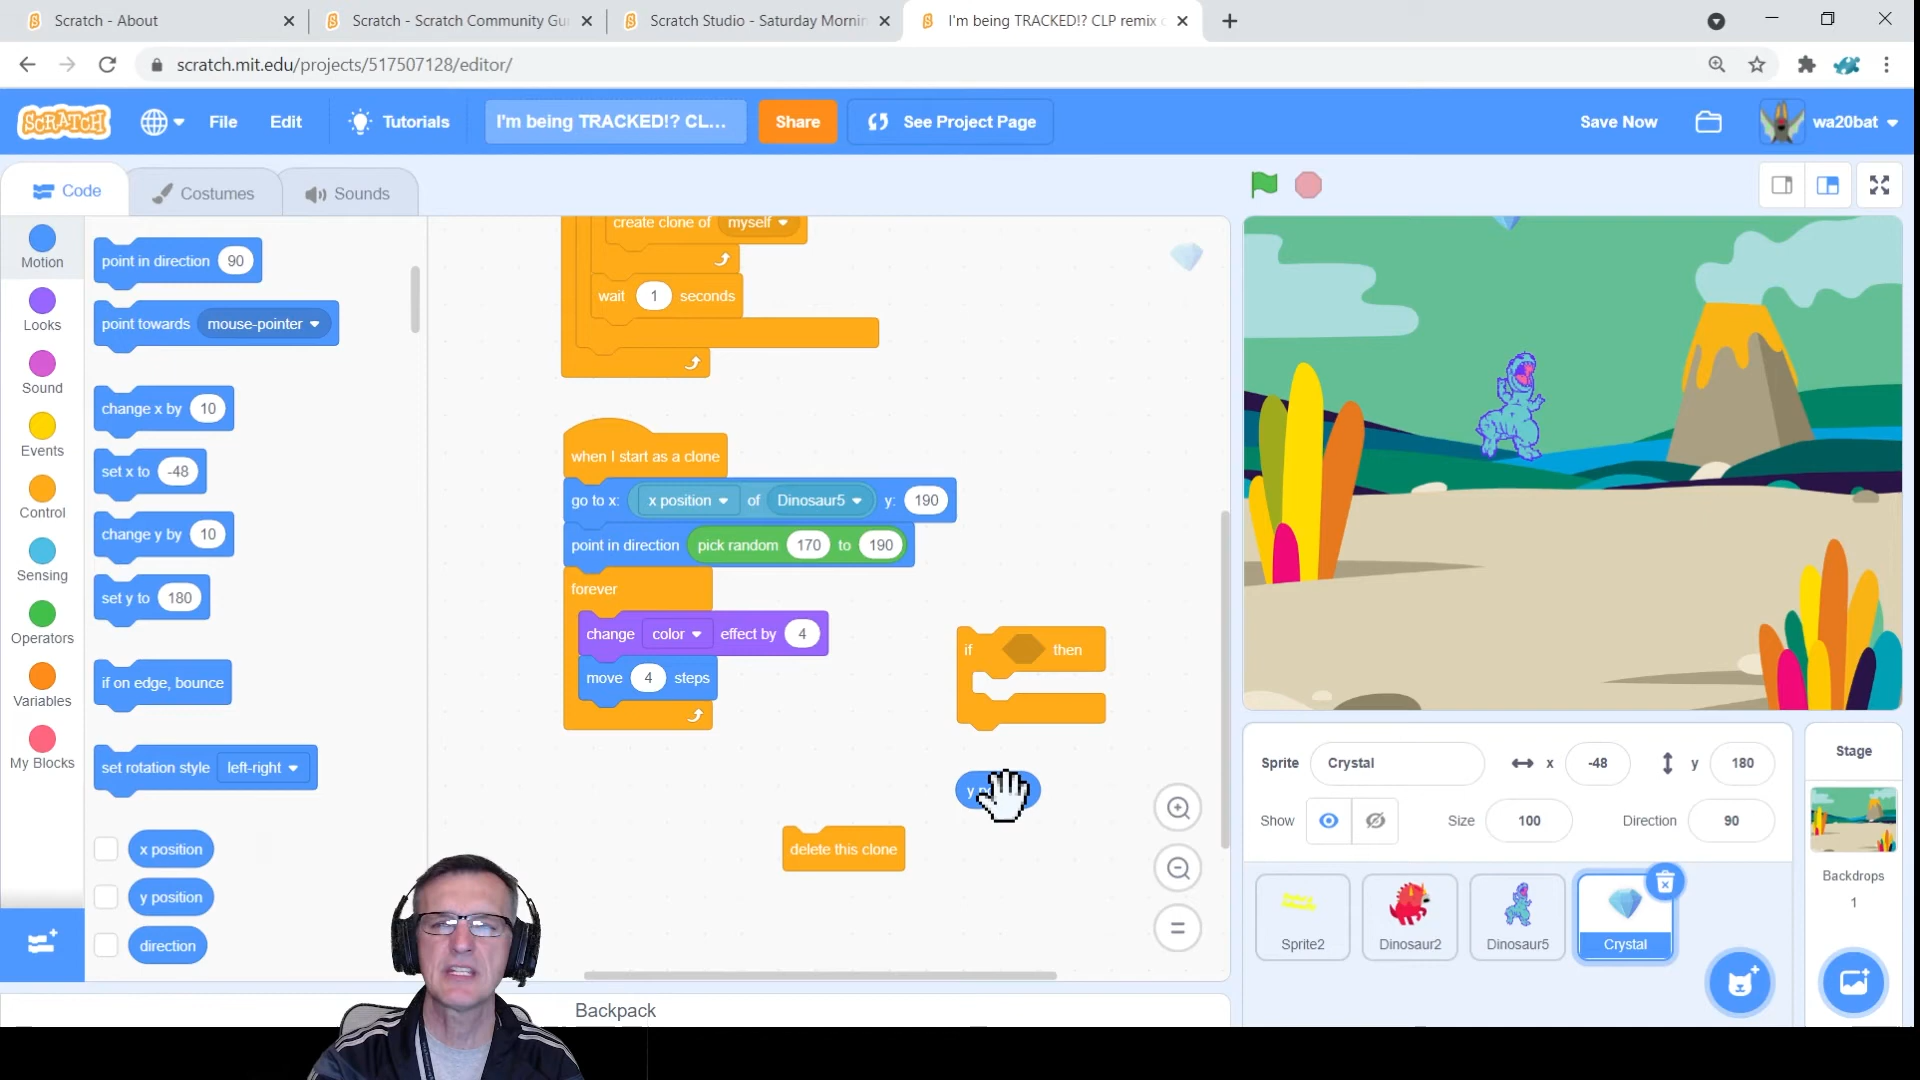 Scratch - About
Scratch - Scratch Community Gu
Scratch Studio - Saturday Mornin
I'm being TRACKED!? CLP remix
scratch.mit.edu/projects/517507128/editor/
SCRATCH
File
Edit
Tutorials
I'm being TRACKED!? CL...
Share
See Project Page
Save Now
wa20bat
Code
Costumes
Sounds
Motion
Looks
Sound
Events
Control
Sensing
Operators
Variables
My Blocks
point in direction 90
point towards mouse-pointer
change x by 10
set x to -48
change y by 10
set y to 180
if on edge, bounce
set rotation style left-right
x position
y position
direction
create clone of myself
wait 1 seconds
when I start as a clone
go to x: x position of Dinosaur5 y: 190
point in direction pick random 170 to 190
forever
change color effect by 4
move 4 steps
if then
y
delete this clone
Backpack
Sprite Crystal x -48 y 180
Show Size 100 Direction 90
Sprite2
Dinosaur2
Dinosaur5
Crystal
Stage
Backdrops
1